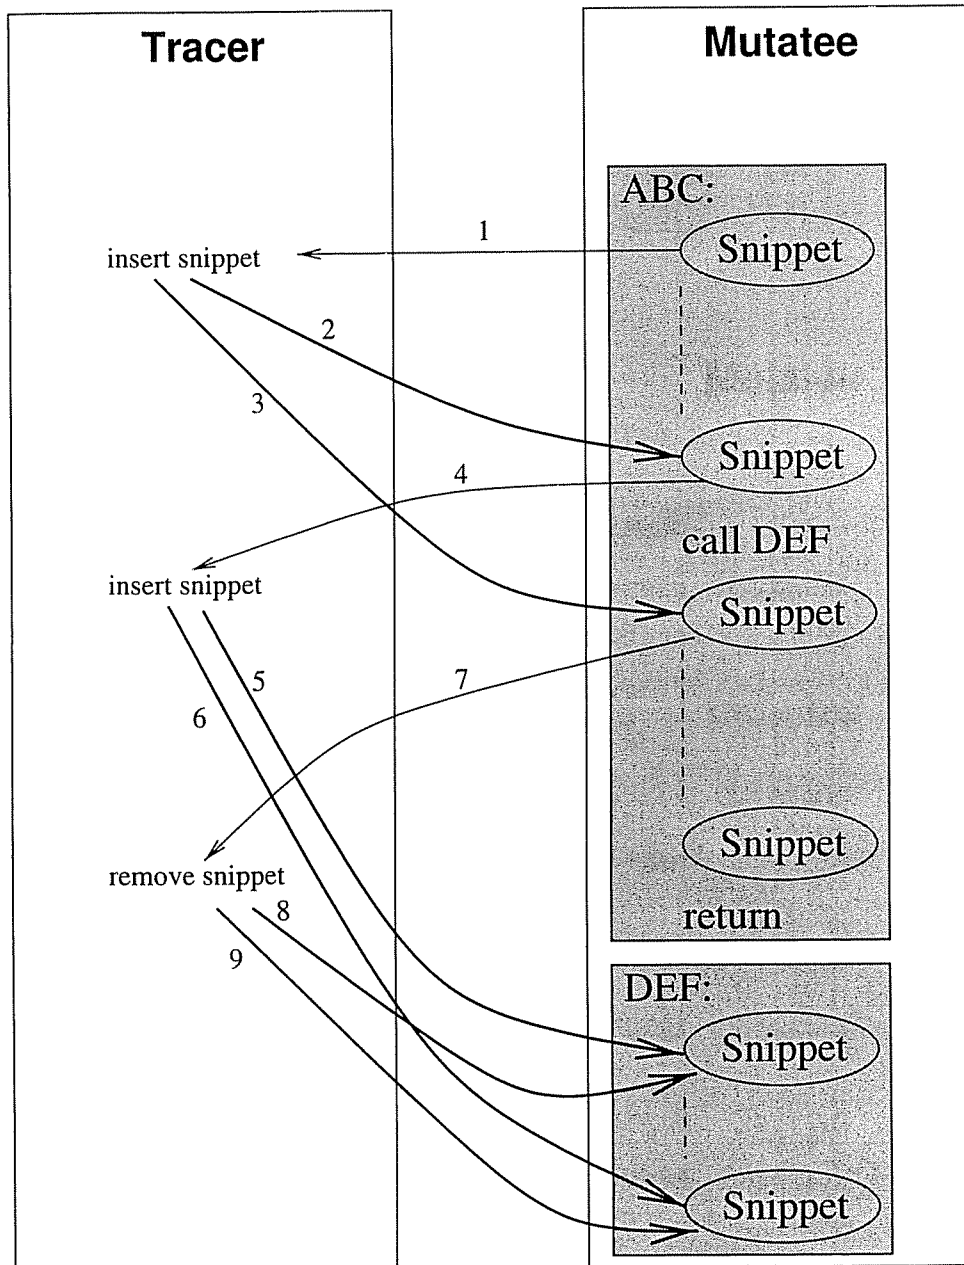 Tracer
Mutatee
ABC:
Snippet
1
insert snippet
2
3
Snippet
4
call DEF
insert snippet
Snippet
5
7
6
Snippet
remove snippet
8
return
9
DEF:
Snippet
Snippet